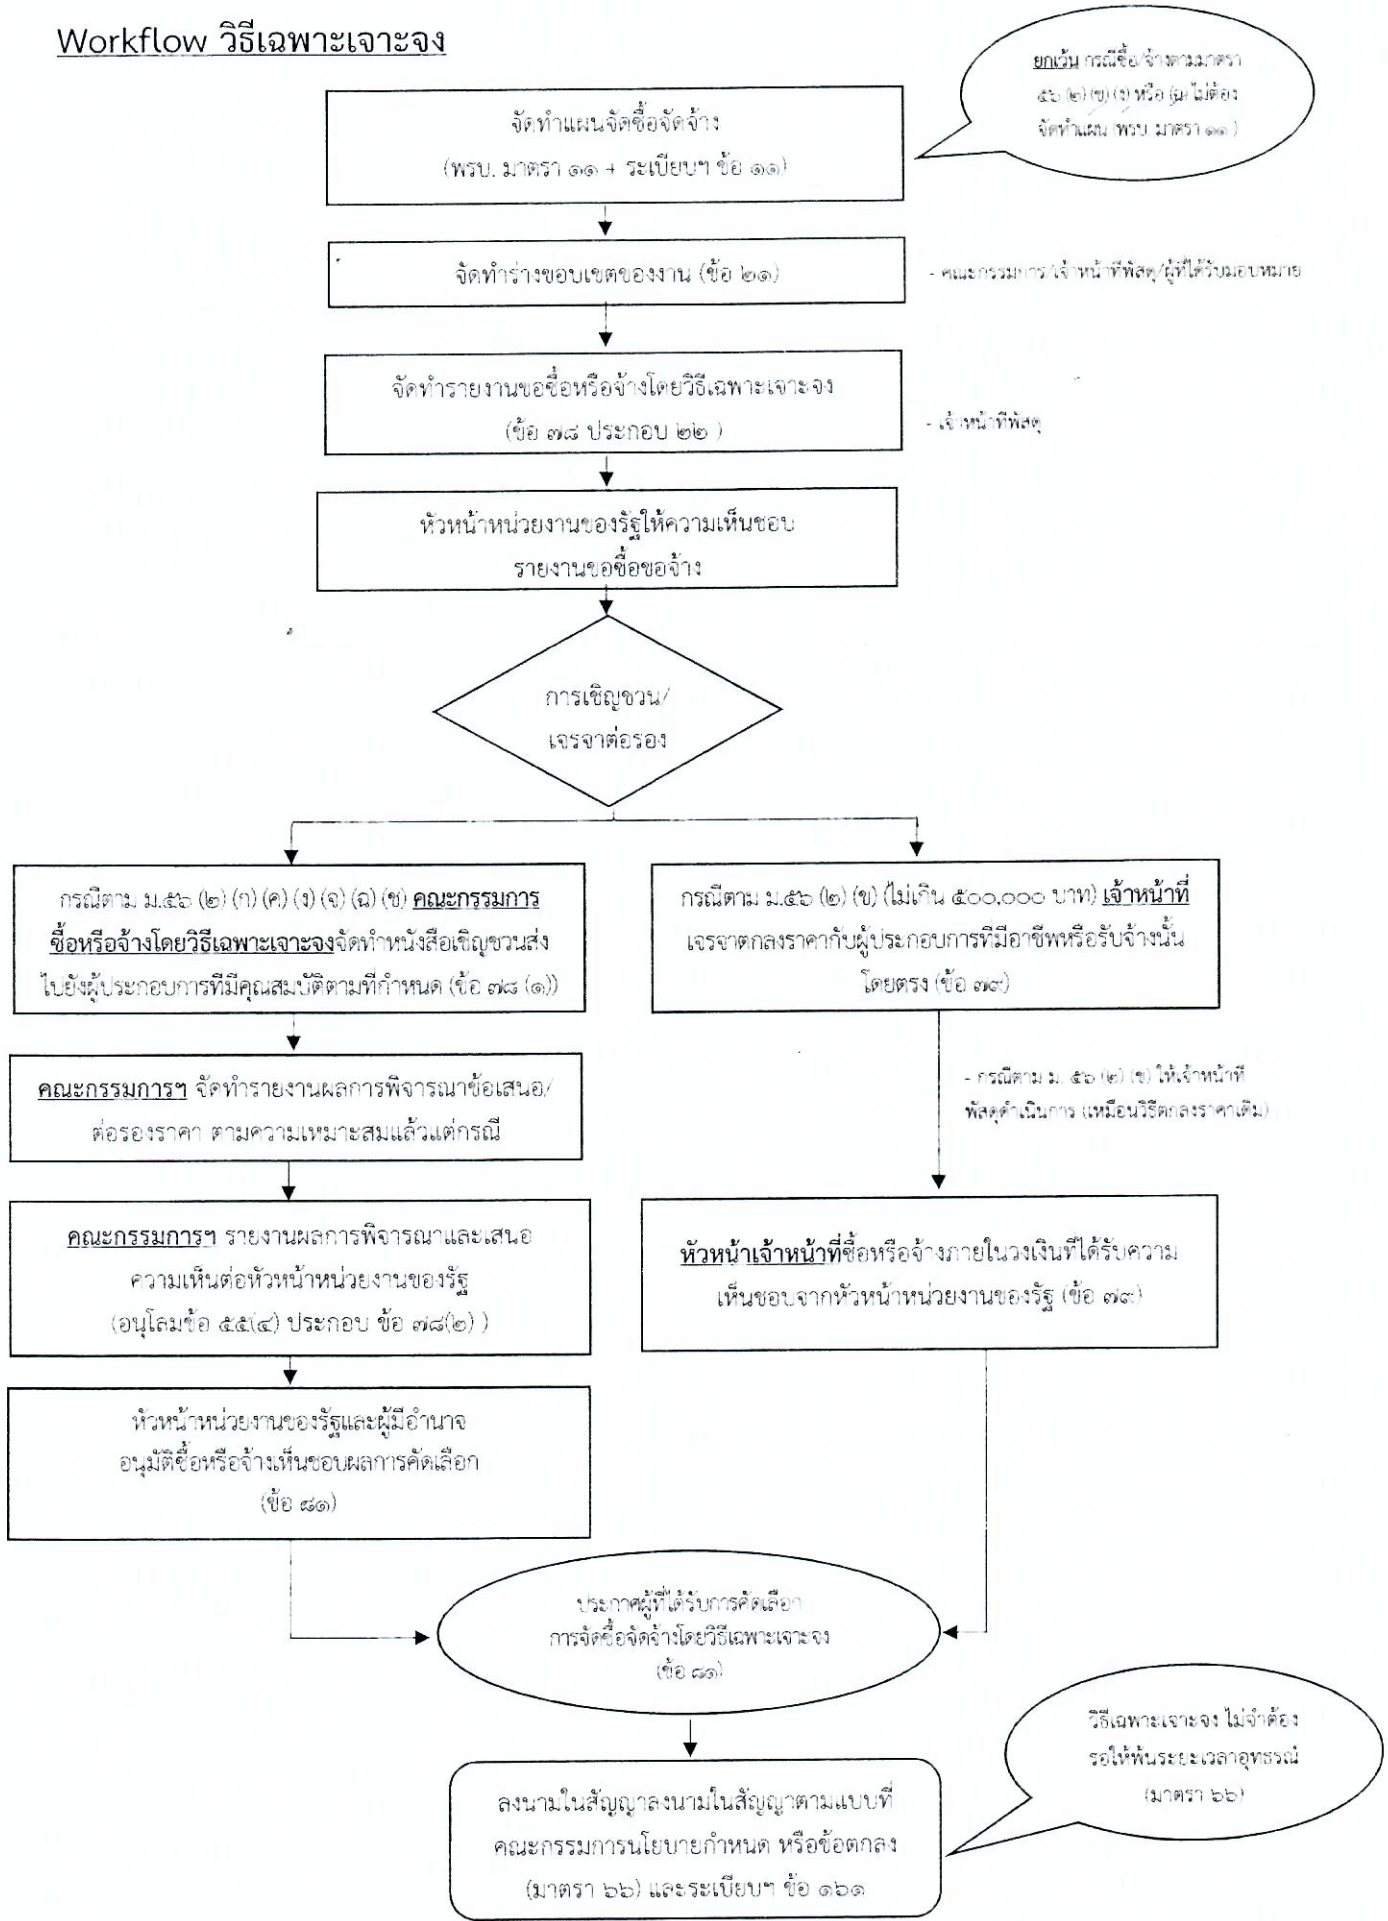 Workflow วิธีเฉพาะเจาะจง
ยกเว้น กรณีซื้อ/จ้างตามมาตรา
๕๖ (๒) (ข) (ง) หรือ (ฉ) ไม่ต้อง
จัดทำแผน (พรบ. มาตรา ๑๑ )
จัดทำแผนจัดซื้อจัดจ้าง
(พรบ. มาตรา ๑๑ + ระเบียบฯ ข้อ ๑๑)
จัดทำร่างขอบเขตของงาน (ข้อ ๒๑)
- คณะกรรมการ/เจ้าหน้าที่พัสดุ/ผู้ที่ได้รับมอบหมาย
จัดทำรายงานขอซื้อหรือจ้างโดยวิธีเฉพาะเจาะจง
(ข้อ ๗๘ ประกอบ ๒๒ )
- เจ้าหน้าที่พัสดุ
หัวหน้าหน่วยงานของรัฐให้ความเห็นชอบ
รายงานขอซื้อขอจ้าง
การเชิญชวน/
เจรจาต่อรอง
กรณีตาม ม.๕๖ (๒) (ก) (ค) (ง) (จ) (ฉ) (ช) คณะกรรมการ
ซื้อหรือจ้างโดยวิธีเฉพาะเจาะจงจัดทำหนังสือเชิญชวนส่ง
ไปยังผู้ประกอบการที่มีคุณสมบัติตามที่กำหนด (ข้อ ๗๘ (๑))
กรณีตาม ม.๕๖ (๒) (ข) (ไม่เกิน ๕๐๐,๐๐๐ บาท) เจ้าหน้าที่
เจรจาตกลงราคากับผู้ประกอบการที่มีอาชีพหรือรับจ้างนั้น
โดยตรง (ข้อ ๗๙)
คณะกรรมการฯ จัดทำรายงานผลการพิจารณาข้อเสนอ/
ต่อรองราคา ตามความเหมาะสมแล้วแต่กรณี
- กรณีตาม ม. ๕๖ (๒) (ข) ให้เจ้าหน้าที่
พัสดุดำเนินการ (เหมือนวิธีตกลงราคาเดิม)
คณะกรรมการฯ รายงานผลการพิจารณาและเสนอ
ความเห็นต่อหัวหน้าหน่วยงานของรัฐ
(อนุโลมข้อ ๕๕(๔) ประกอบ ข้อ ๗๘(๒) )
หัวหน้าเจ้าหน้าที่ซื้อหรือจ้างภายในวงเงินที่ได้รับความ
เห็นชอบจากหัวหน้าหน่วยงานของรัฐ (ข้อ ๗๙)
หัวหน้าหน่วยงานของรัฐและผู้มีอำนาจ
อนุมัติซื้อหรือจ้างเห็นชอบผลการคัดเลือก
(ข้อ ๘๑)
ประกาศผู้ที่ได้รับการคัดเลือก
การจัดซื้อจัดจ้างโดยวิธีเฉพาะเจาะจง
(ข้อ ๘๑)
วิธีเฉพาะเจาะจง ไม่จำต้อง
รอให้พ้นระยะเวลาอุทธรณ์
(มาตรา ๖๖)
ลงนามในสัญญาลงนามในสัญญาตามแบบที่
คณะกรรมการนโยบายกำหนด หรือข้อตกลง
(มาตรา ๖๖) และระเบียบฯ ข้อ ๑๖๑